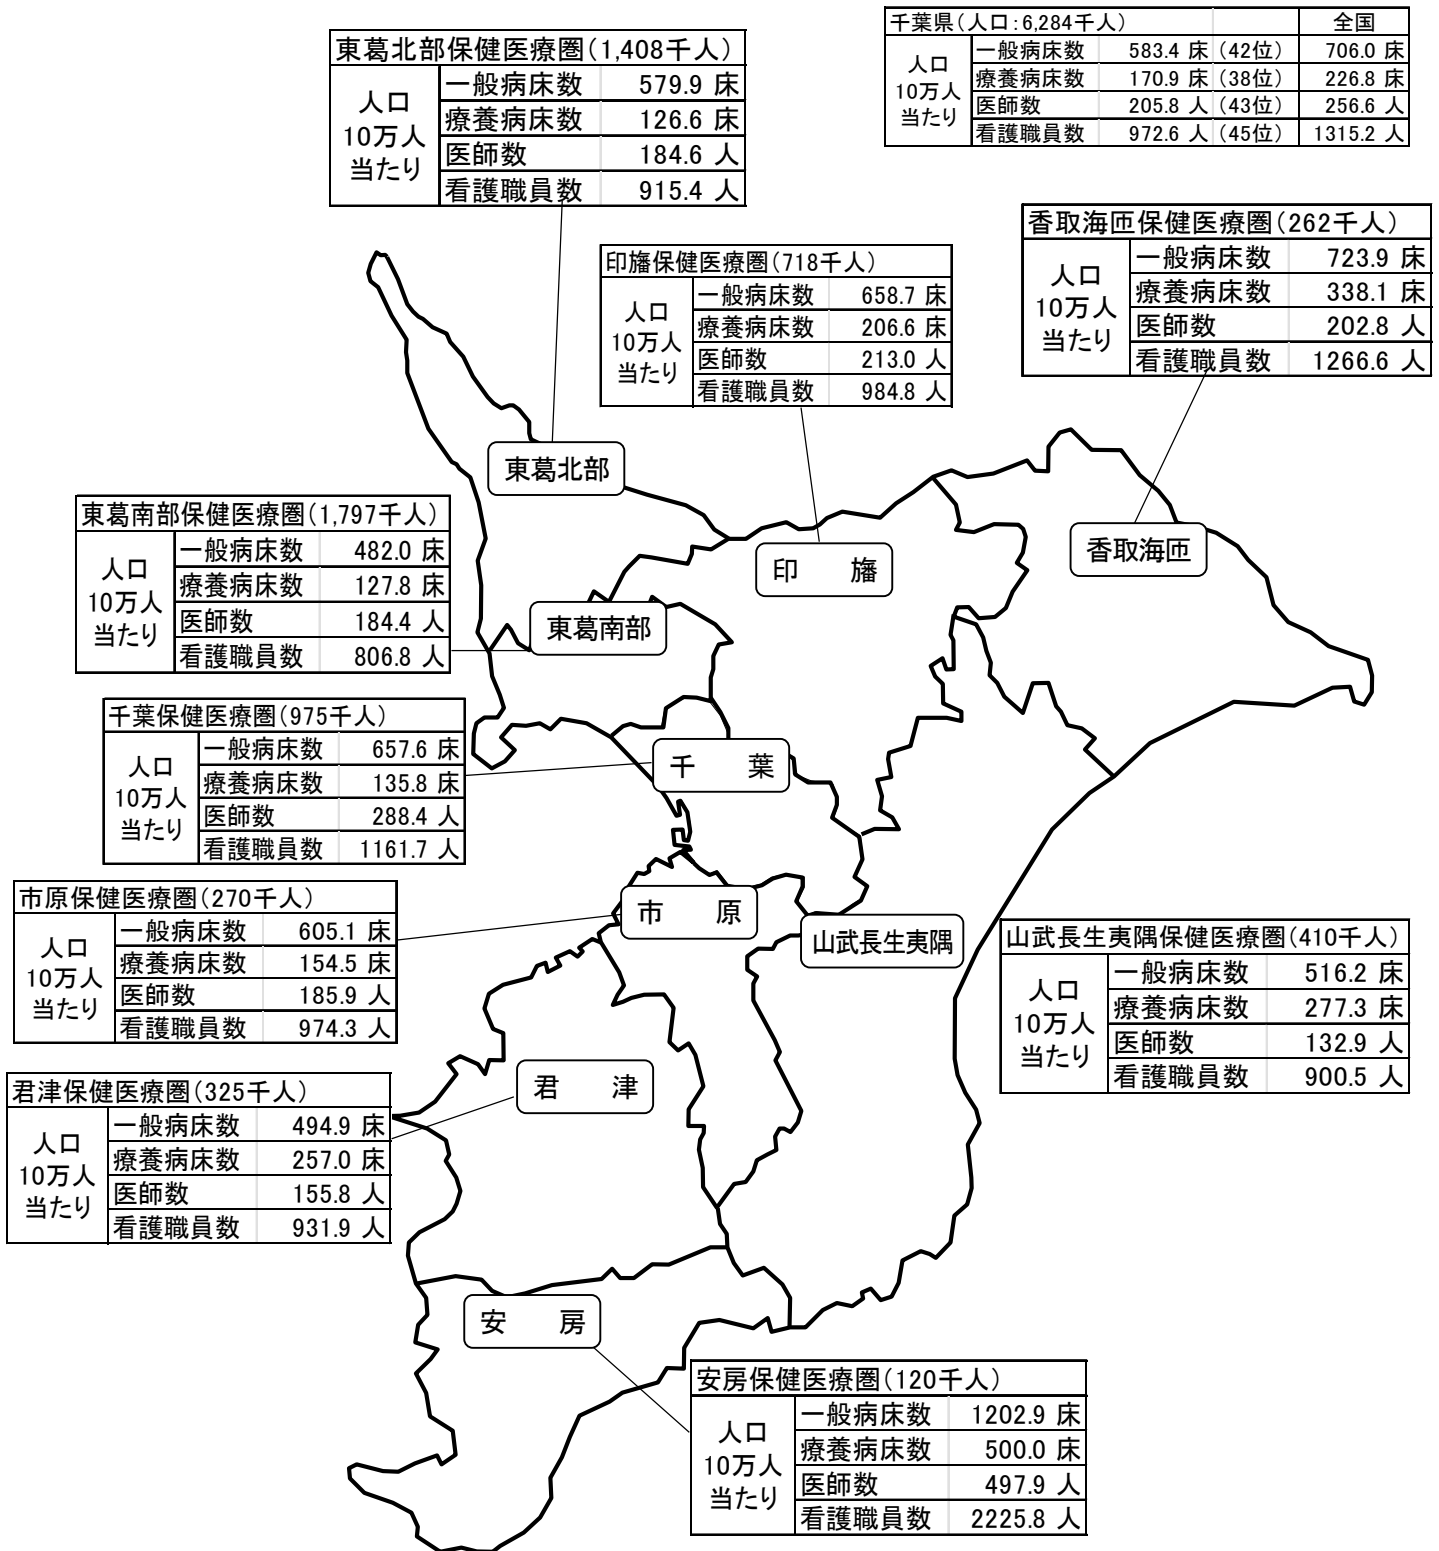 千葉県(人口:6,284千人) 全国
人口10万人当たり
一般病床数 583.4 床 (42位) 706.0 床
療養病床数 170.9 床 (38位) 226.8 床
医師数 205.8 人 (43位) 256.6 人
看護職員数 972.6 人 (45位) 1315.2 人
東葛北部保健医療圏(1,408千人)
人口
10万人
当たり
一般病床数 579.9 床
療養病床数 126.6 床
医師数 184.6 人
看護職員数 915.4 人
香取海匝保健医療圏(262千人)
人口
10万人
当たり
一般病床数 723.9 床
療養病床数 338.1 床
医師数 202.8 人
看護職員数 1266.6 人
印旛保健医療圏(718千人)
人口
10万人
当たり
一般病床数 658.7 床
療養病床数 206.6 床
医師数 213.0 人
看護職員数 984.8 人
東葛北部
東葛南部保健医療圏(1,797千人)
人口
10万人
当たり
一般病床数 482.0 床
療養病床数 127.8 床
医師数 184.4 人
看護職員数 806.8 人
香取海匝
印 旛
東葛南部
千葉保健医療圏(975千人)
人口
10万人
当たり
一般病床数 657.6 床
療養病床数 135.8 床
医師数 288.4 人
看護職員数 1161.7 人
千 葉
市原保健医療圏(270千人)
人口
10万人
当たり
一般病床数 605.1 床
療養病床数 154.5 床
医師数 185.9 人
看護職員数 974.3 人
市 原
山武長生夷隅
山武長生夷隅保健医療圏(410千人)
人口
10万人
当たり
一般病床数 516.2 床
療養病床数 277.3 床
医師数 132.9 人
看護職員数 900.5 人
君津保健医療圏(325千人)
人口
10万人
当たり
一般病床数 494.9 床
療養病床数 257.0 床
医師数 155.8 人
看護職員数 931.9 人
君 津
安 房
安房保健医療圏(120千人)
人口
10万人
当たり
一般病床数 1202.9 床
療養病床数 500.0 床
医師数 497.9 人
看護職員数 2225.8 人